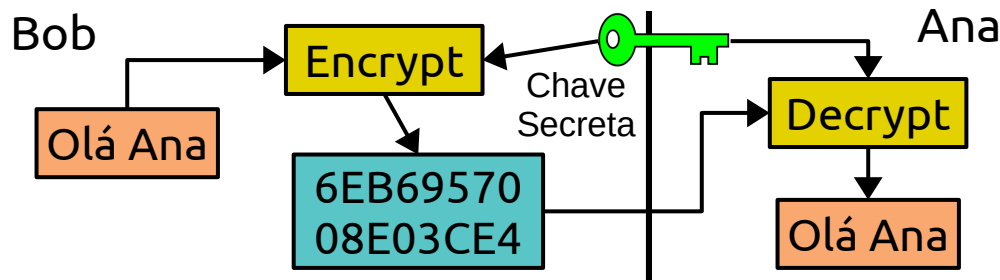 Bob
Ana
Encrypt
Chave
Secreta
Decrypt
Olá Ana
6EB69570
08E03CE4
Olá Ana